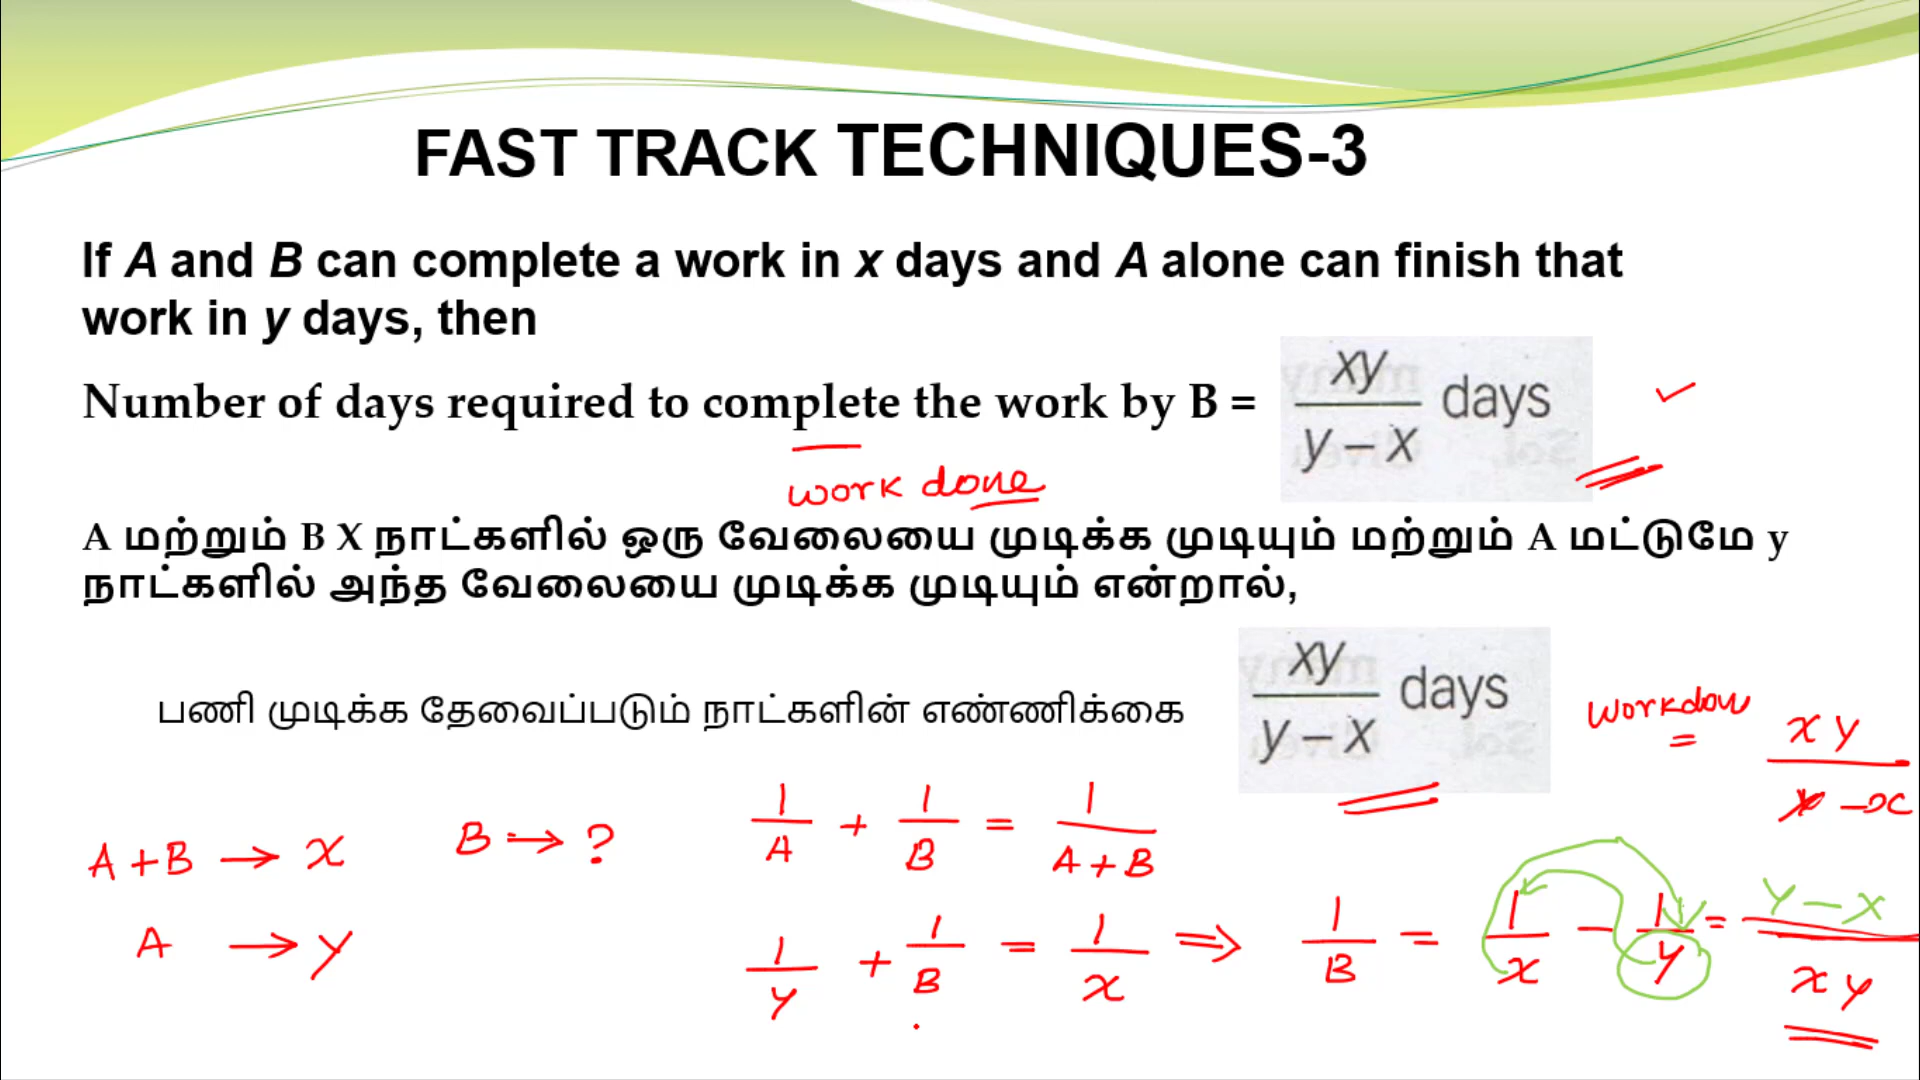 FAST TRACK TECHNIQUES-3
If A and B can complete a work in x days and A alone can finish that
work in y days, then
Number of days required to complete the work by B = xy / y – x days
work done
A மற்றும் B X நாட்களில் ஒரு வேலையை முடிக்க முடியும் மற்றும் A மட்டுமே y
நாட்களில் அந்த வேலையை முடிக்க முடியும் என்றால்,
பணி முடிக்க தேவைப்படும் நாட்களின் எண்ணிக்கை xy / y – x days
Workdon = xy / y – x
A + B → x B → ? 1/A + 1/B = 1/A + B
A → y 1/y + 1/B = 1/x ⇒ 1/B = 1/x – 1/y = y – x / xy